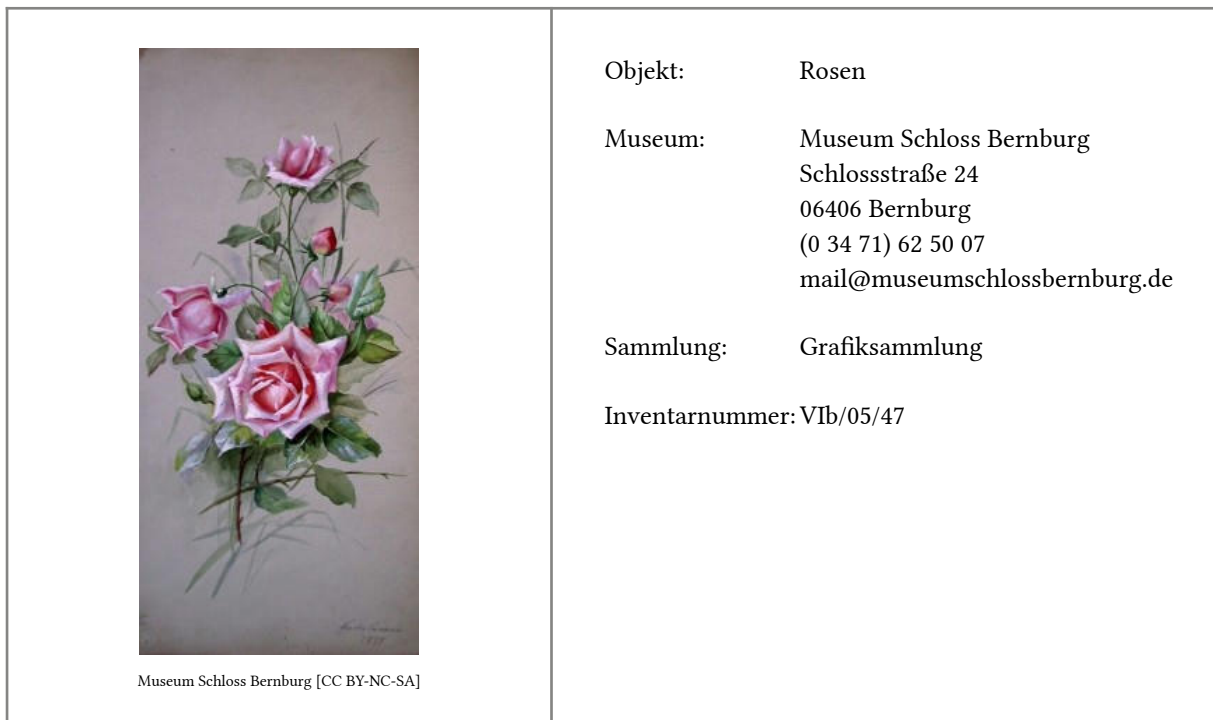 Museum Schloss Bernburg [CC BY-NC-SA]
Objekt: Rosen
Museum: Museum Schloss Bernburg
Schlossstraße 24
06406 Bernburg
(0 34 71) 62 50 07
mail@museumschlossbernburg.de
Sammlung: Grafiksammlung
Inventarnummer: VIb/05/47